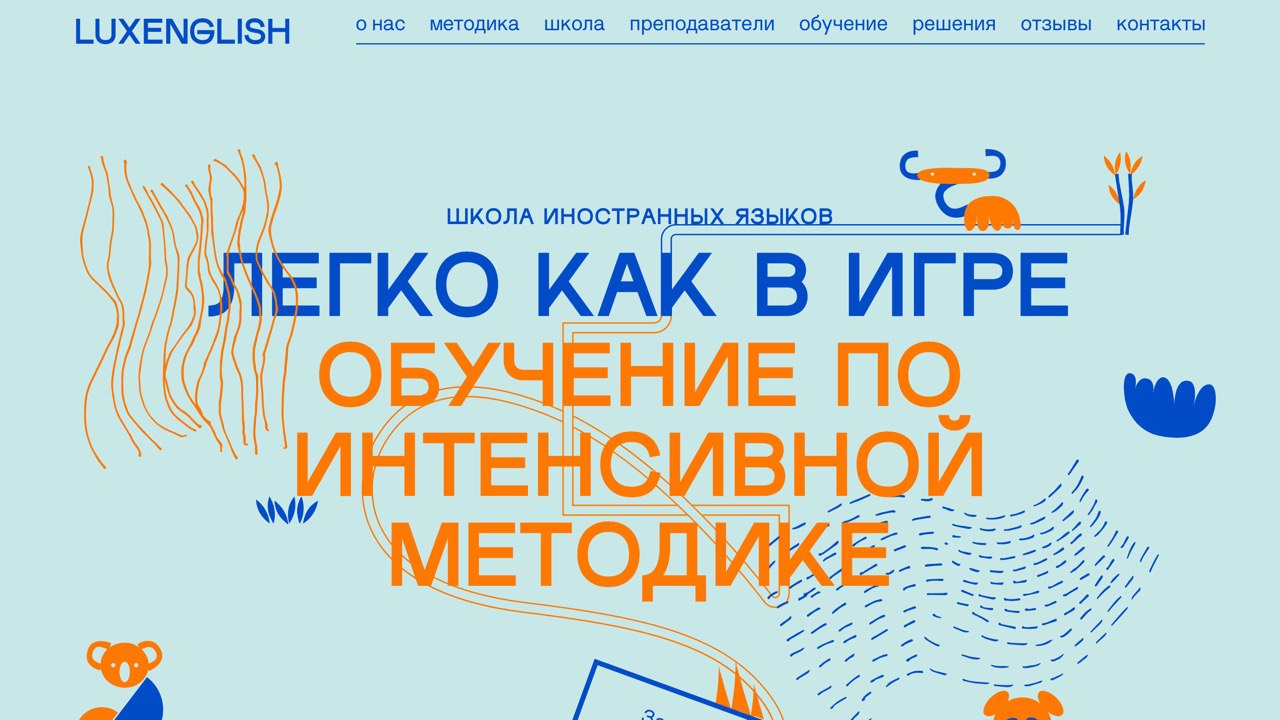 LUXENGLISH
о нас методика школа преподаватели обучение решения отзывы контакты
ШКОЛА ИНОСТРАННЫХ ЯЗЫКОВ
ЛЕГКО КАК В ИГРЕ
ОБУЧЕНИЕ ПО
ИНТЕНСИВНОЙ
МЕТОДИКЕ